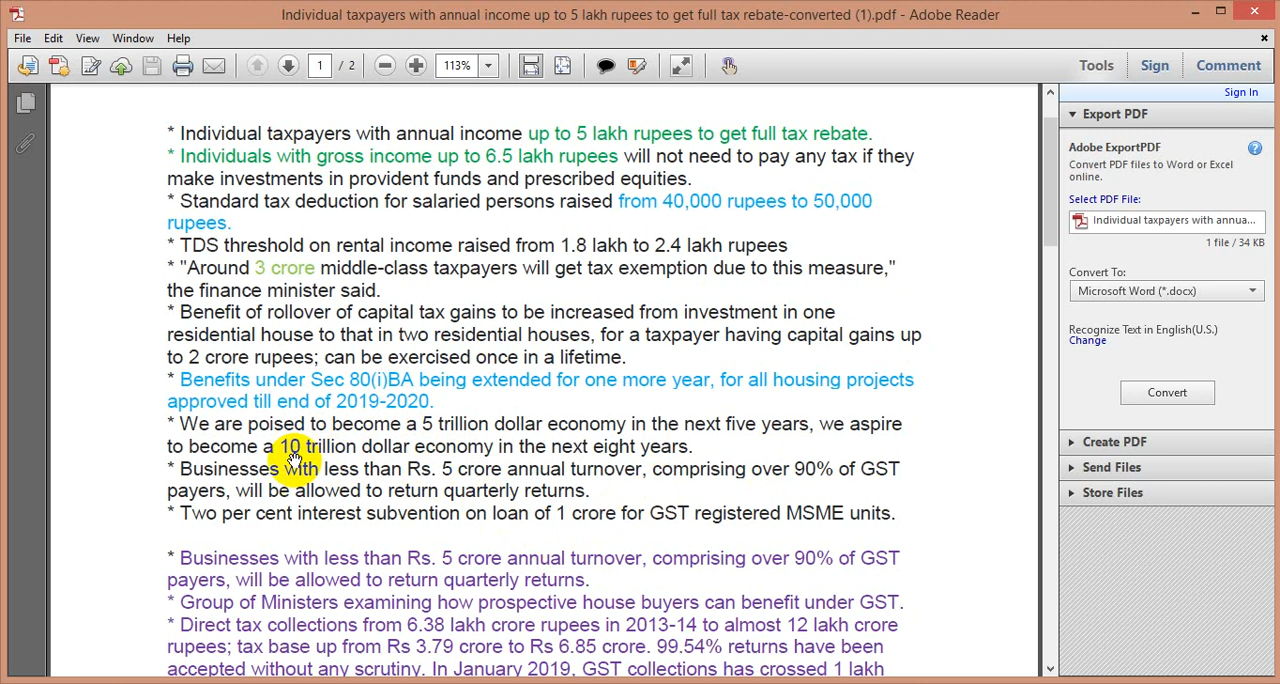 Individual taxpayers with annual income up to 5 lakh rupees to get full tax rebate-converted (1).pdf - Adobe Reader
File Edit View Window Help
1 / 2 113% Tools Sign Comment
Sign In
Export PDF
Adobe ExportPDF
Convert PDF files to Word or Excel
online.
Select PDF File:
Individual taxpayers with annua...
1 file / 34 KB
Convert To:
Microsoft Word (*.docx)
Recognize Text in English(U.S.)
Change
Convert
Create PDF
Send Files
Store Files
* Individual taxpayers with annual income up to 5 lakh rupees to get full tax rebate.
* Individuals with gross income up to 6.5 lakh rupees will not need to pay any tax if they
make investments in provident funds and prescribed equities.
* Standard tax deduction for salaried persons raised from 40,000 rupees to 50,000
rupees.
* TDS threshold on rental income raised from 1.8 lakh to 2.4 lakh rupees
* "Around 3 crore middle-class taxpayers will get tax exemption due to this measure,"
the finance minister said.
* Benefit of rollover of capital tax gains to be increased from investment in one
residential house to that in two residential houses, for a taxpayer having capital gains up
to 2 crore rupees; can be exercised once in a lifetime.
* Benefits under Sec 80(i)BA being extended for one more year, for all housing projects
approved till end of 2019-2020.
* We are poised to become a 5 trillion dollar economy in the next five years, we aspire
to become a 10 trillion dollar economy in the next eight years.
* Businesses with less than Rs. 5 crore annual turnover, comprising over 90% of GST
payers, will be allowed to return quarterly returns.
* Two per cent interest subvention on loan of 1 crore for GST registered MSME units.
* Businesses with less than Rs. 5 crore annual turnover, comprising over 90% of GST
payers, will be allowed to return quarterly returns.
* Group of Ministers examining how prospective house buyers can benefit under GST.
* Direct tax collections from 6.38 lakh crore rupees in 2013-14 to almost 12 lakh crore
rupees; tax base up from Rs 3.79 crore to Rs 6.85 crore. 99.54% returns have been
accepted without any scrutiny. In January 2019, GST collections has crossed 1 lakh